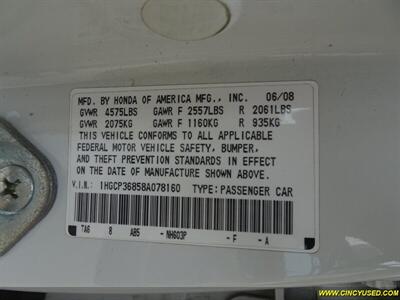 MFD. BY HONDA OF AMERICA MFG., INC. 06/08
GVWR 4575LBS GAWR F 2557LBS R 2061LBS
GVWR 2075KG GAWR F 1160KG R 935KG
THIS VEHICLE CONFORMS TO ALL APPLICABLE
FEDERAL MOTOR VEHICLE SAFETY, BUMPER,
AND THEFT PREVENTION STANDARDS IN EFFECT
ON THE DATE OF MANUFACTURE SHOWN ABOVE.
V.I.N.: 1HGCP36858A078160 TYPE: PASSENGER CAR
TA6 8 AB5 -NH603P -F -A
WWW.CINCYUSED.COM